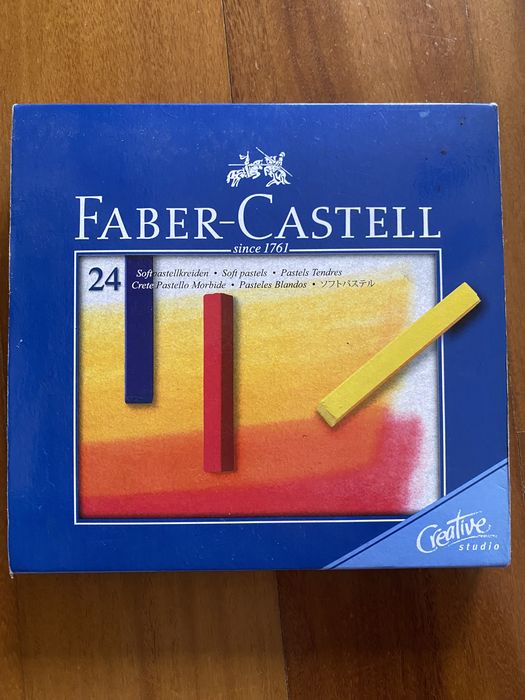 FABER-CASTELL
since 1761
24
Softpastellkreiden • Soft pastels • Pastels Tendres
Crete Pastello Morbide • Pasteles Blandos • ソフトパステル
Creative
studio